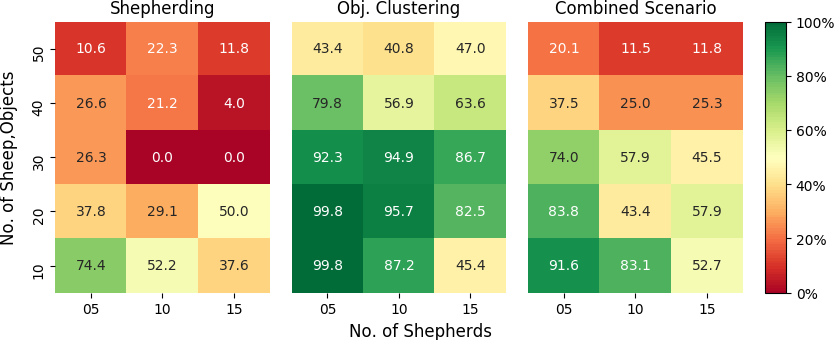 Shepherding Obj. Clustering Combined Scenario
No. of Sheep,Objects
50 10.6 22.3 11.8 43.4 40.8 47.0 20.1 11.5 11.8
40 26.6 21.2 4.0 79.8 56.9 63.6 37.5 25.0 25.3
30 26.3 0.0 0.0 92.3 94.9 86.7 74.0 57.9 45.5
20 37.8 29.1 50.0 99.8 95.7 82.5 83.8 43.4 57.9
10 74.4 52.2 37.6 99.8 87.2 45.4 91.6 83.1 52.7
05 10 15 05 10 15 05 10 15
No. of Shepherds
100%
80%
60%
40%
20%
0%